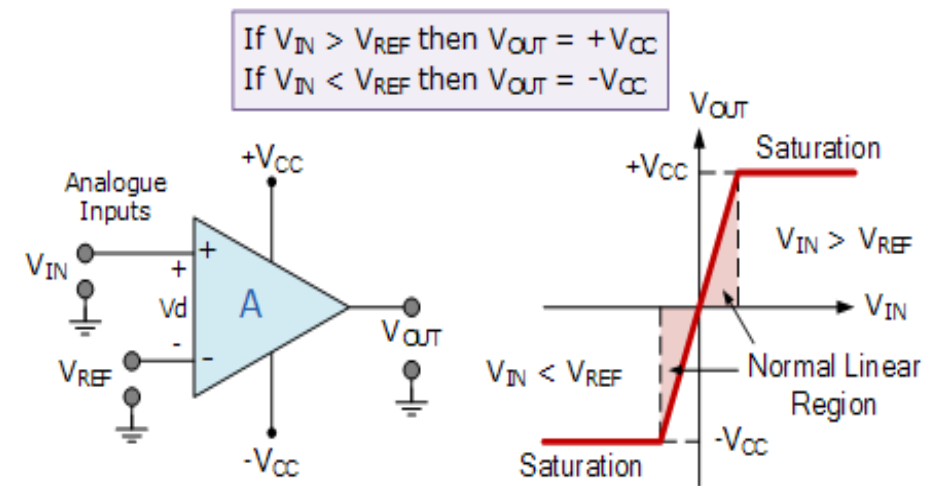 If VIN > VREF then VOUT = +VCC
If VIN < VREF then VOUT = -VCC
Analogue
Inputs
+VCC
VIN
+
+
Vd
A
-
-
VREF
VOUT
-VCC
VOUT
Saturation
+VCC
VIN > VREF
VIN
VIN < VREF
Normal Linear
Region
-VCC
Saturation